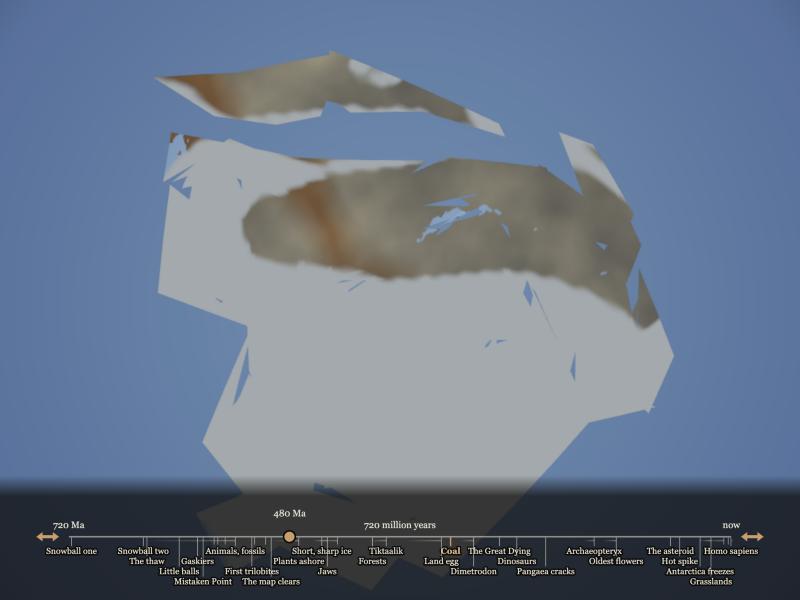 480 Ma
720 Ma
720 million years
now
Snowball one
Snowball two
Animals, fossils
Short, sharp ice
Tiktaalik
Coal
The Great Dying
Archaeopteryx
The asteroid
Homo sapiens
The thaw
Gaskiers
Plants ashore
Forests
Land egg
Dinosaurs
Oldest flowers
Hot spike
Little balls
First trilobites
Jaws
Dimetrodon
Pangaea cracks
Antarctica freezes
Mistaken Point
The map clears
Grasslands